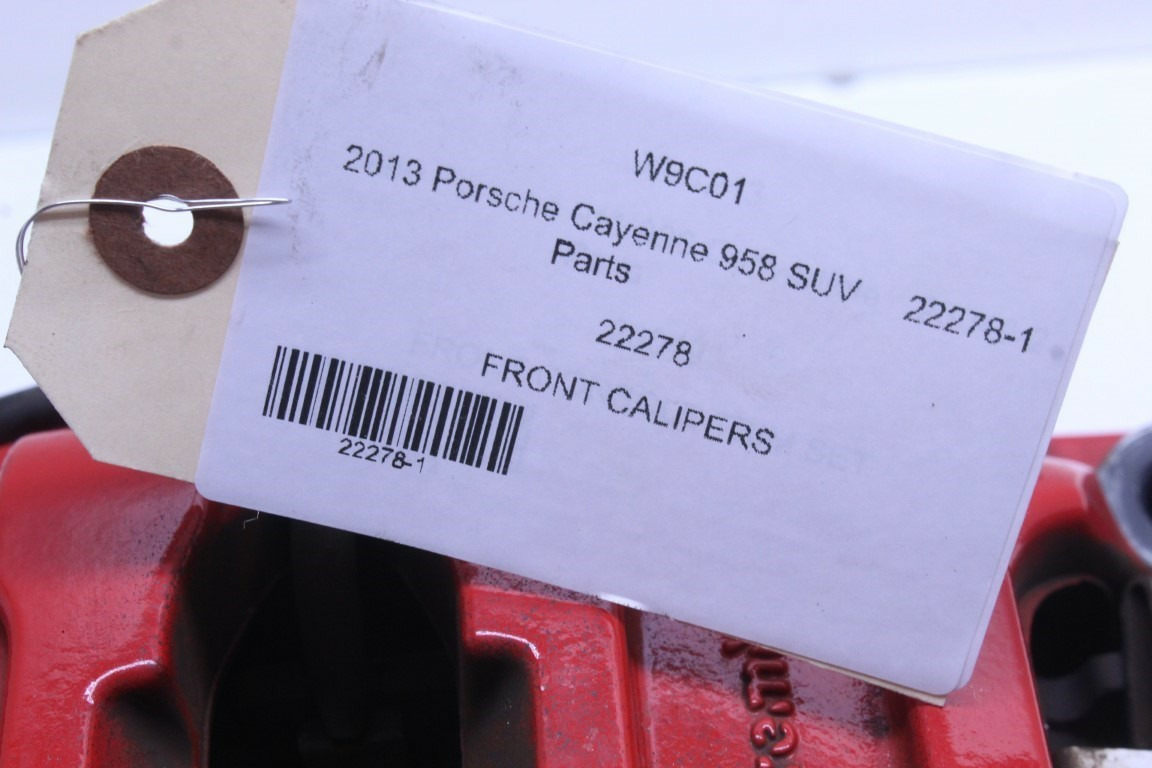 W9C01
2013 Porsche Cayenne 958 SUV 22278-1
Parts
22278
FRONT CALIPERS
22278-1